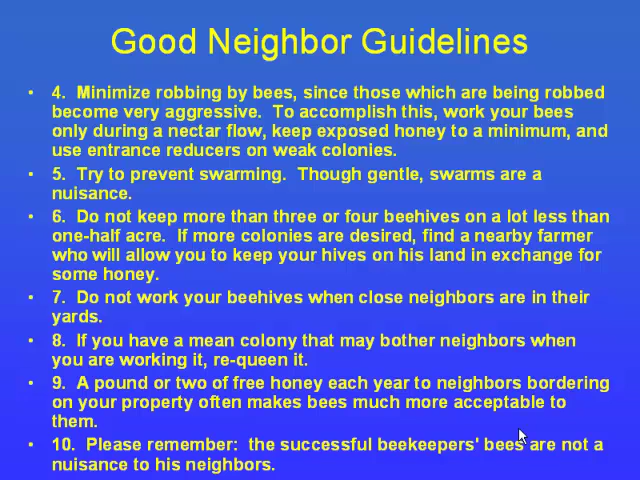 Good Neighbor Guidelines
• 4.  Minimize robbing by bees, since those which are being robbed
become very aggressive.  To accomplish this, work your bees
only during a nectar flow, keep exposed honey to a minimum, and
use entrance reducers on weak colonies.
• 5.  Try to prevent swarming.  Though gentle, swarms are a
nuisance.
• 6.  Do not keep more than three or four beehives on a lot less than
one-half acre.  If more colonies are desired, find a nearby farmer
who will allow you to keep your hives on his land in exchange for
some honey.
• 7.  Do not work your beehives when close neighbors are in their
yards.
• 8.  If you have a mean colony that may bother neighbors when
you are working it, re-queen it.
• 9.  A pound or two of free honey each year to neighbors bordering
on your property often makes bees much more acceptable to
them.
• 10.  Please remember:  the successful beekeepers' bees are not a
nuisance to his neighbors.